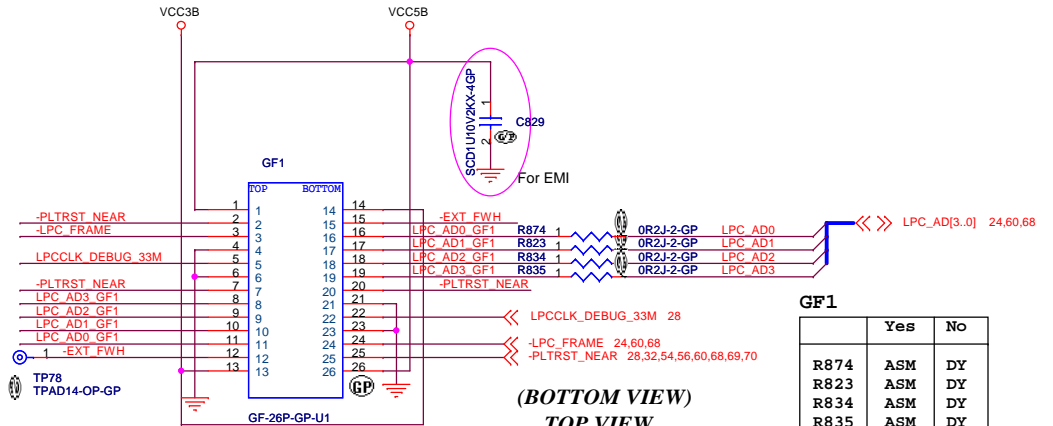 VCC3B VCC5B
SCD1U10V2KX-4GP
1
C829
2
G/P
For EMI
GF1
TOP BOTTOM
1 1 14 14
-PLTRST_NEAR 2 2 15 15 -EXT_FWH
-LPC_FRAME 3 3 16 16 LPC_AD0_GF1 R874 1 0R2J-2-GP LPC_AD0
4 4 17 17 LPC_AD1_GF1 R823 1 LPC_AD1
LPCCLK_DEBUG_33M 5 5 18 18 LPC_AD2_GF1 R834 1 0R2J-2-GP LPC_AD2
6 6 19 19 LPC_AD3_GF1 R835 1 0R2J-2-GP LPC_AD3
LPC_AD[3..0] 24,60,68
-PLTRST_NEAR 7 7 20 20 -PLTRST_NEAR
LPC_AD3_GF1 8 8 21 21
LPC_AD2_GF1 9 9 22 22 LPCCLK_DEBUG_33M 28
LPC_AD1_GF1 10 10 23 23
LPC_AD0_GF1 11 11 24 24 -LPC_FRAME 24,60,68
1 -EXT_FWH 12 12 25 25 -PLTRST_NEAR 28,32,54,56,60,68,69,70
13 13 26 26
TP78
TPAD14-OP-GP
GP
GF-26P-GP-U1
(BOTTOM VIEW)
TOP VIEW
GF1
Yes No
R874 ASM DY
R823 ASM DY
R834 ASM DY
R835 ASM DY